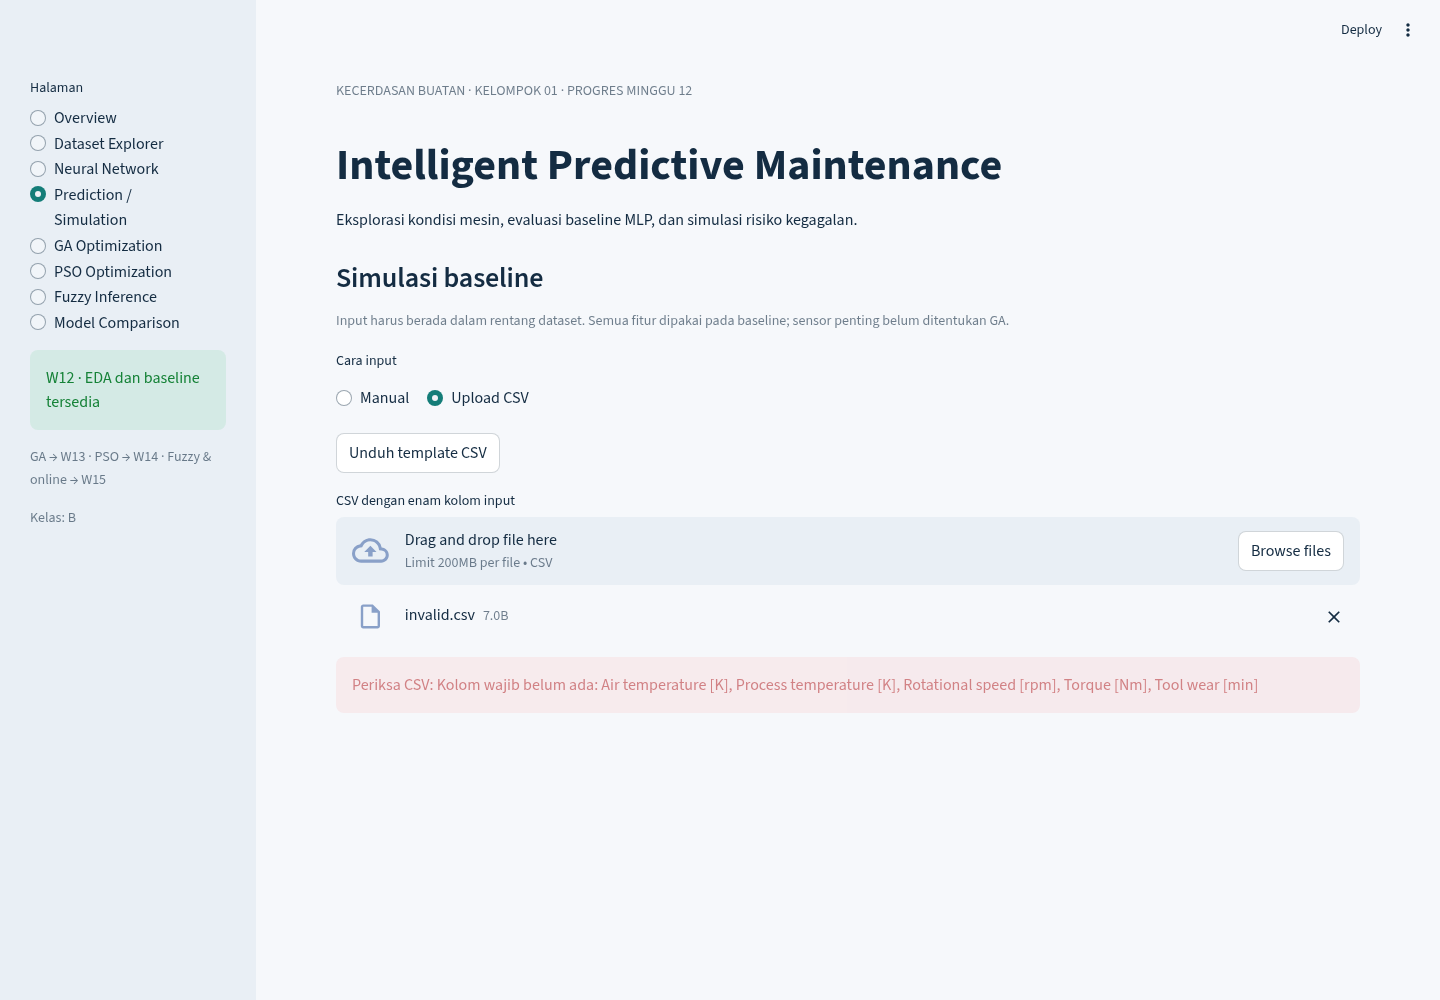 Deploy
Halaman
Overview
Dataset Explorer
Neural Network
Prediction /
Simulation
GA Optimization
PSO Optimization
Fuzzy Inference
Model Comparison
W12 · EDA dan baseline
tersedia
GA → W13 · PSO → W14 · Fuzzy &
online → W15
Kelas: B
KECERDASAN BUATAN · KELOMPOK 01 · PROGRES MINGGU 12
Intelligent Predictive Maintenance
Eksplorasi kondisi mesin, evaluasi baseline MLP, dan simulasi risiko kegagalan.
Simulasi baseline
Input harus berada dalam rentang dataset. Semua fitur dipakai pada baseline; sensor penting belum ditentukan GA.
Cara input
Manual Upload CSV
Unduh template CSV
CSV dengan enam kolom input
Drag and drop file here
Limit 200MB per file • CSV
Browse files
invalid.csv 7.0B
Periksa CSV: Kolom wajib belum ada: Air temperature [K], Process temperature [K], Rotational speed [rpm], Torque [Nm], Tool wear [min]